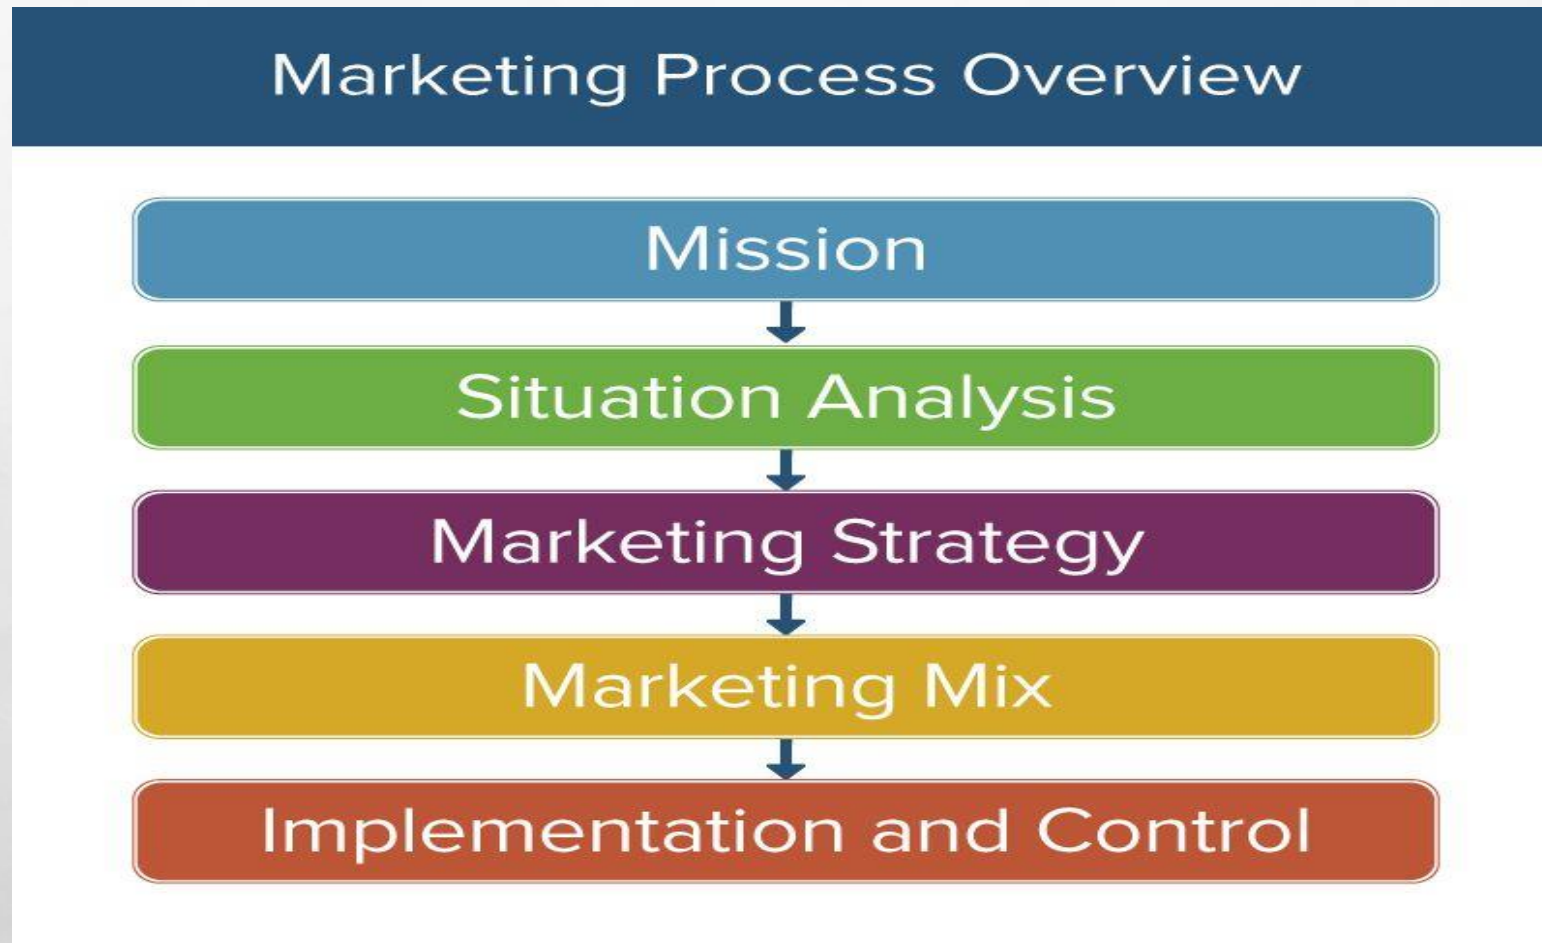 Marketing Process Overview
Mission
Situation Analysis
Marketing Strategy
Marketing Mix
Implementation and Control